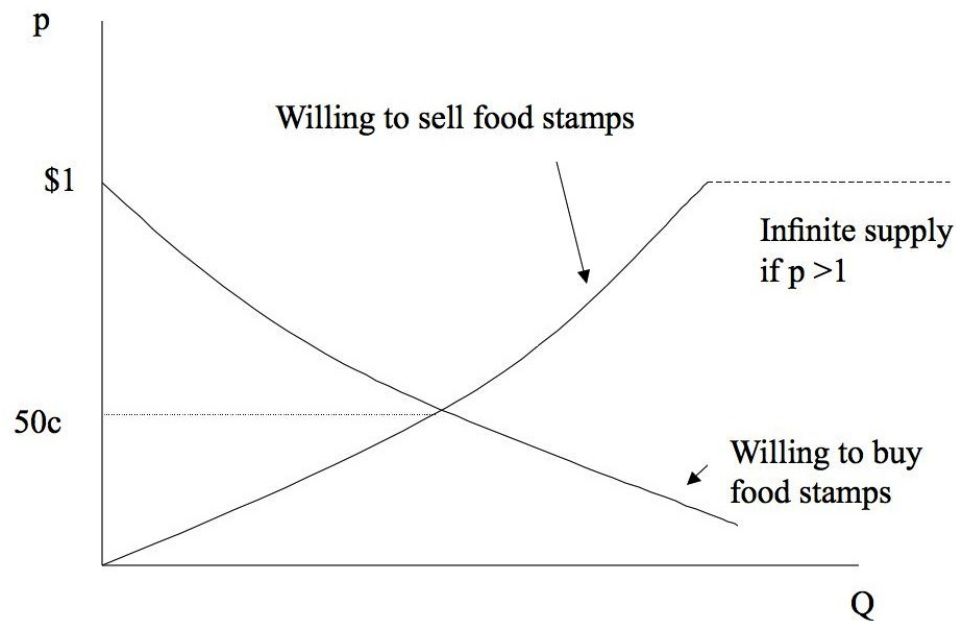 p
Willing to sell food stamps
$1
Infinite supply
if p >1
50c
Willing to buy
food stamps
Q